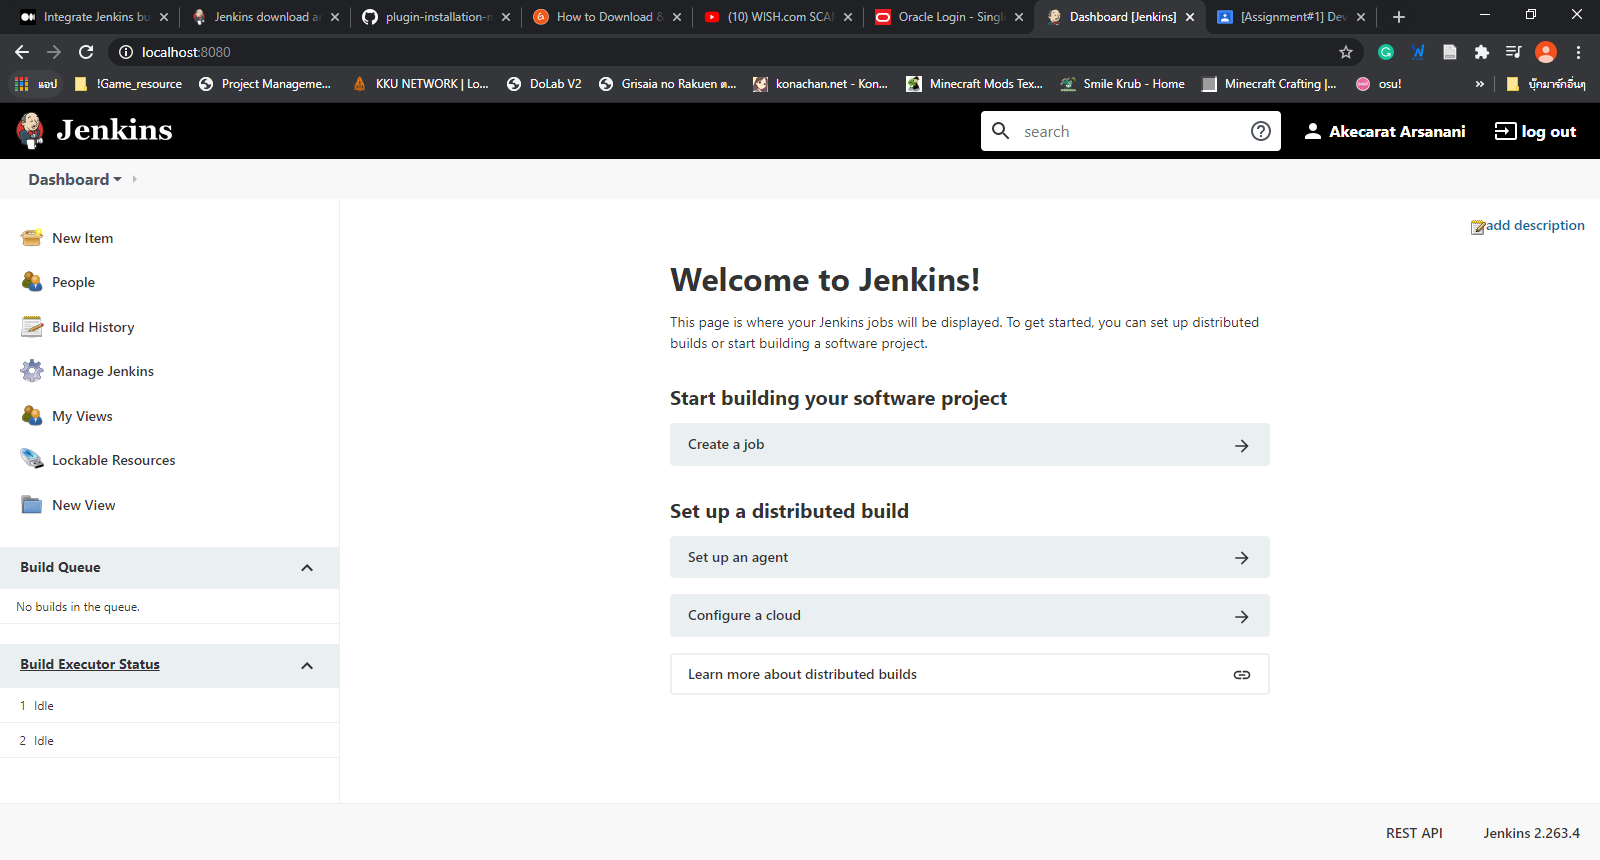 Integrate Jenkins bu
Jenkins download a
plugin-installation-n
How to Download &
(10) WISH.com SCA
Oracle Login - Singl
Dashboard [Jenkins]
[Assignment#1] Dev
localhost:8080
แอป
!Game_resource
Project Manageme...
KKU NETWORK | Lo...
DoLab V2
Grisaia no Rakuen ต...
konachan.net - Kon...
Minecraft Mods Tex...
Smile Krub - Home
Minecraft Crafting |...
osu!
»
บุ๊กมาร์กอื่นๆ
Jenkins
search
Akecarat Arsanani
log out
Dashboard
New Item
People
Build History
Manage Jenkins
My Views
Lockable Resources
New View
Build Queue
No builds in the queue.
Build Executor Status
1 Idle
2 Idle
add description
Welcome to Jenkins!
This page is where your Jenkins jobs will be displayed. To get started, you can set up distributed
builds or start building a software project.
Start building your software project
Create a job
Set up a distributed build
Set up an agent
Configure a cloud
Learn more about distributed builds
REST API
Jenkins 2.263.4